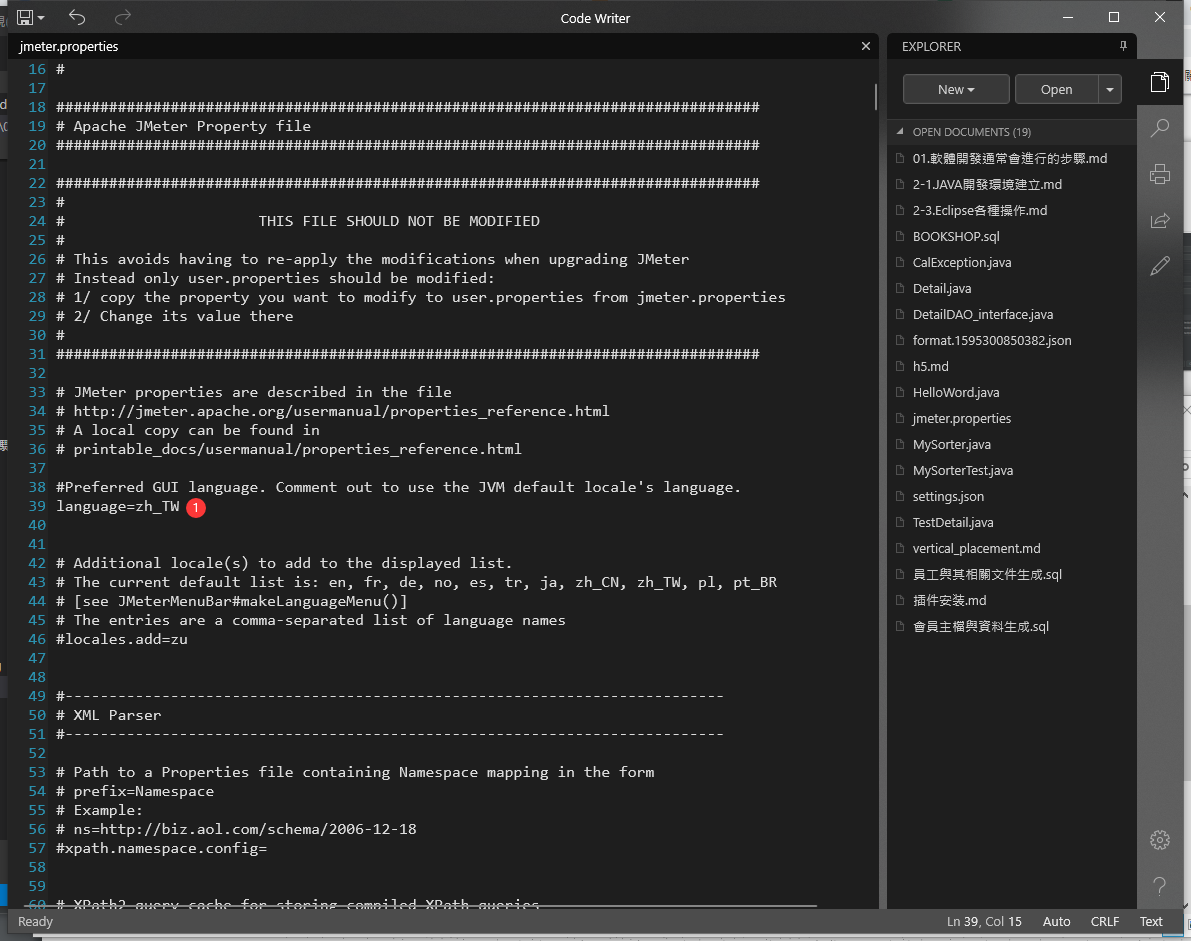 Code Writer
jmeter.properties
16 #
17
18 ################################################################################
19 # Apache JMeter Property file
20 ################################################################################
21
22 ################################################################################
23 #
24 #                      THIS FILE SHOULD NOT BE MODIFIED
25 #
26 # This avoids having to re-apply the modifications when upgrading JMeter
27 # Instead only user.properties should be modified:
28 # 1/ copy the property you want to modify to user.properties from jmeter.properties
29 # 2/ Change its value there
30 #
31 ################################################################################
32
33 # JMeter properties are described in the file
34 # http://jmeter.apache.org/usermanual/properties_reference.html
35 # A local copy can be found in
36 # printable_docs/usermanual/properties_reference.html
37
38 #Preferred GUI language. Comment out to use the JVM default locale's language.
39 language=zh_TW 1
40
41
42 # Additional locale(s) to add to the displayed list.
43 # The current default list is: en, fr, de, no, es, tr, ja, zh_CN, zh_TW, pl, pt_BR
44 # [see JMeterMenuBar#makeLanguageMenu()]
45 # The entries are a comma-separated list of language names
46 #locales.add=zu
47
48
49 #---------------------------------------------------------------------------
50 # XML Parser
51 #---------------------------------------------------------------------------
52
53 # Path to a Properties file containing Namespace mapping in the form
54 # prefix=Namespace
55 # Example:
56 # ns=http://biz.aol.com/schema/2006-12-18
57 #xpath.namespace.config=
58
59
60 # XPath2 query cache for storing compiled XPath queries
EXPLORER
New
Open
OPEN DOCUMENTS (19)
01.軟體開發通常會進行的步驟.md
2-1.JAVA開發環境建立.md
2-3.Eclipse各種操作.md
BOOKSHOP.sql
CalException.java
Detail.java
DetailDAO_interface.java
format.1595300850382.json
h5.md
HelloWord.java
jmeter.properties
MySorter.java
MySorterTest.java
settings.json
TestDetail.java
vertical_placement.md
員工與其相關文件生成.sql
插件安装.md
會員主檔與資料生成.sql
Ready
Ln 39, Col 15
Auto
CRLF
Text